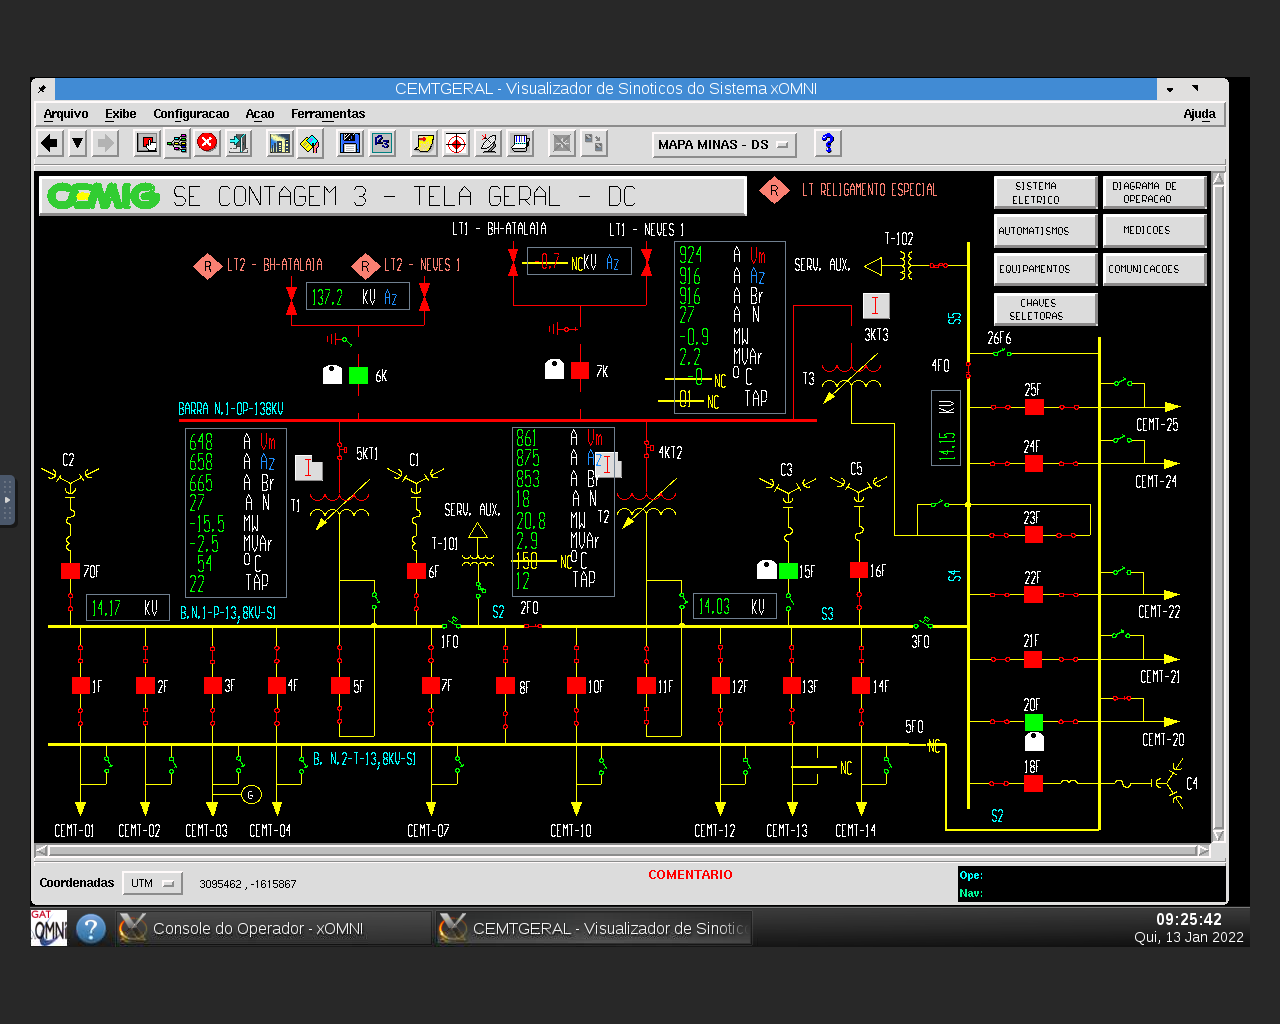 CEMTGERAL - Visualizador de Sinoticos do Sistema xOMNI
Arquivo Exibe Configuracao Acao Ferramentas Ajuda
MAPA MINAS - DS ?
CEMIG SE CONTAGEM 3 - TELA GERAL - DC
R LT RELIGAMENTO ESPECIAL
SISTEMA ELETRICO
DIAGRAMA DE OPERACAO
AUTOMATISMOS
MEDICOES
EQUIPAMENTOS
COMUNICACOES
CHAVES SELETORAS
LT1 - BH-ATALAIA
LT1 - NEVES 1
R LT2 - BH-ATALAIA
R LT2 - NEVES 1
-0.7 NC KV Az
137.2 KV Az
924 A Vm
916 A Az
916 A Br
27 A N
-0.9 MW
2.2 MVAr
-0 NC ºC
01 NC TAP
SERV. AUX.
T-102
I
3KT3
T3
S5
26F6
4FO
14.15 KV
6K
7K
BARRA N.1-OP-138KV
648 A Vm
658 A Az
665 A Br
27 A N
-15.5 MW
-2.5 MVAr
54 ºC
22 TAP
I
5KT1
T1
861 A Vm
875 A Az
853 A Br
18 A N
20.8 MW
2.9 MVAr
150 NC ºC
12 TAP
I
4KT2
T2
C2
C1
C3
C5
SERV. AUX.
T-101
70F
6F
15F
16F
14.17 KV
B.N.1-P-13,8KV-S1
S2
2FO
14.03 KV
S3
S4
1FO
3FO
25F
CEMT-25
24F
CEMT-24
23F
22F
CEMT-22
21F
CEMT-21
20F
CEMT-20
18F
C4
S2
1F
2F
3F
4F
5F
7F
8F
10F
11F
12F
13F
14F
5FO
NC
B. N.2-T-13,8KV-S1
NC
G
CEMT-01
CEMT-02
CEMT-03
CEMT-04
CEMT-07
CEMT-10
CEMT-12
CEMT-13
CEMT-14
Coordenadas UTM 3095462 , -1615867
COMENTARIO
Ope:
Nav:
GAT
xOMNI
?
Console do Operador - xOMNI
CEMTGERAL - Visualizador de Sinotic
09:25:42
Qui, 13 Jan 2022